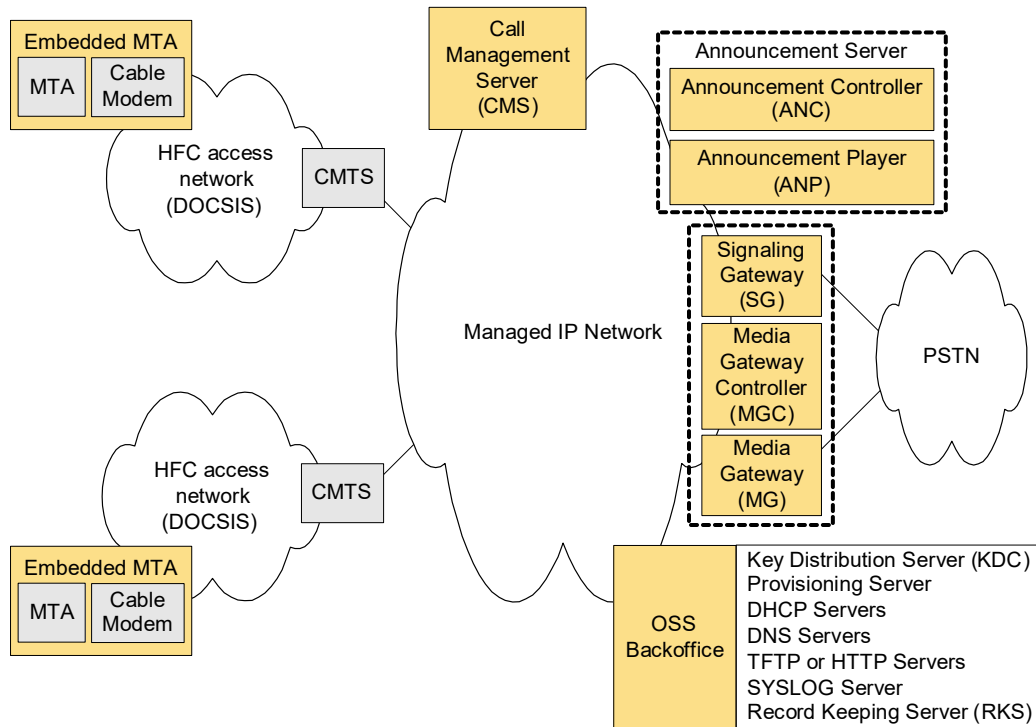 Embedded MTA
MTA
Cable
Modem
HFC access
network
(DOCSIS)
CMTS
Call
Management
Server
(CMS)
Announcement Server
Announcement Controller
(ANC)
Announcement Player
(ANP)
Signaling
Gateway
(SG)
Media
Gateway
Controller
(MGC)
Media
Gateway
(MG)
Managed IP Network
PSTN
HFC access
network
(DOCSIS)
CMTS
Embedded MTA
MTA
Cable
Modem
OSS
Backoffice
Key Distribution Server (KDC)
Provisioning Server
DHCP Servers
DNS Servers
TFTP or HTTP Servers
SYSLOG Server
Record Keeping Server (RKS)